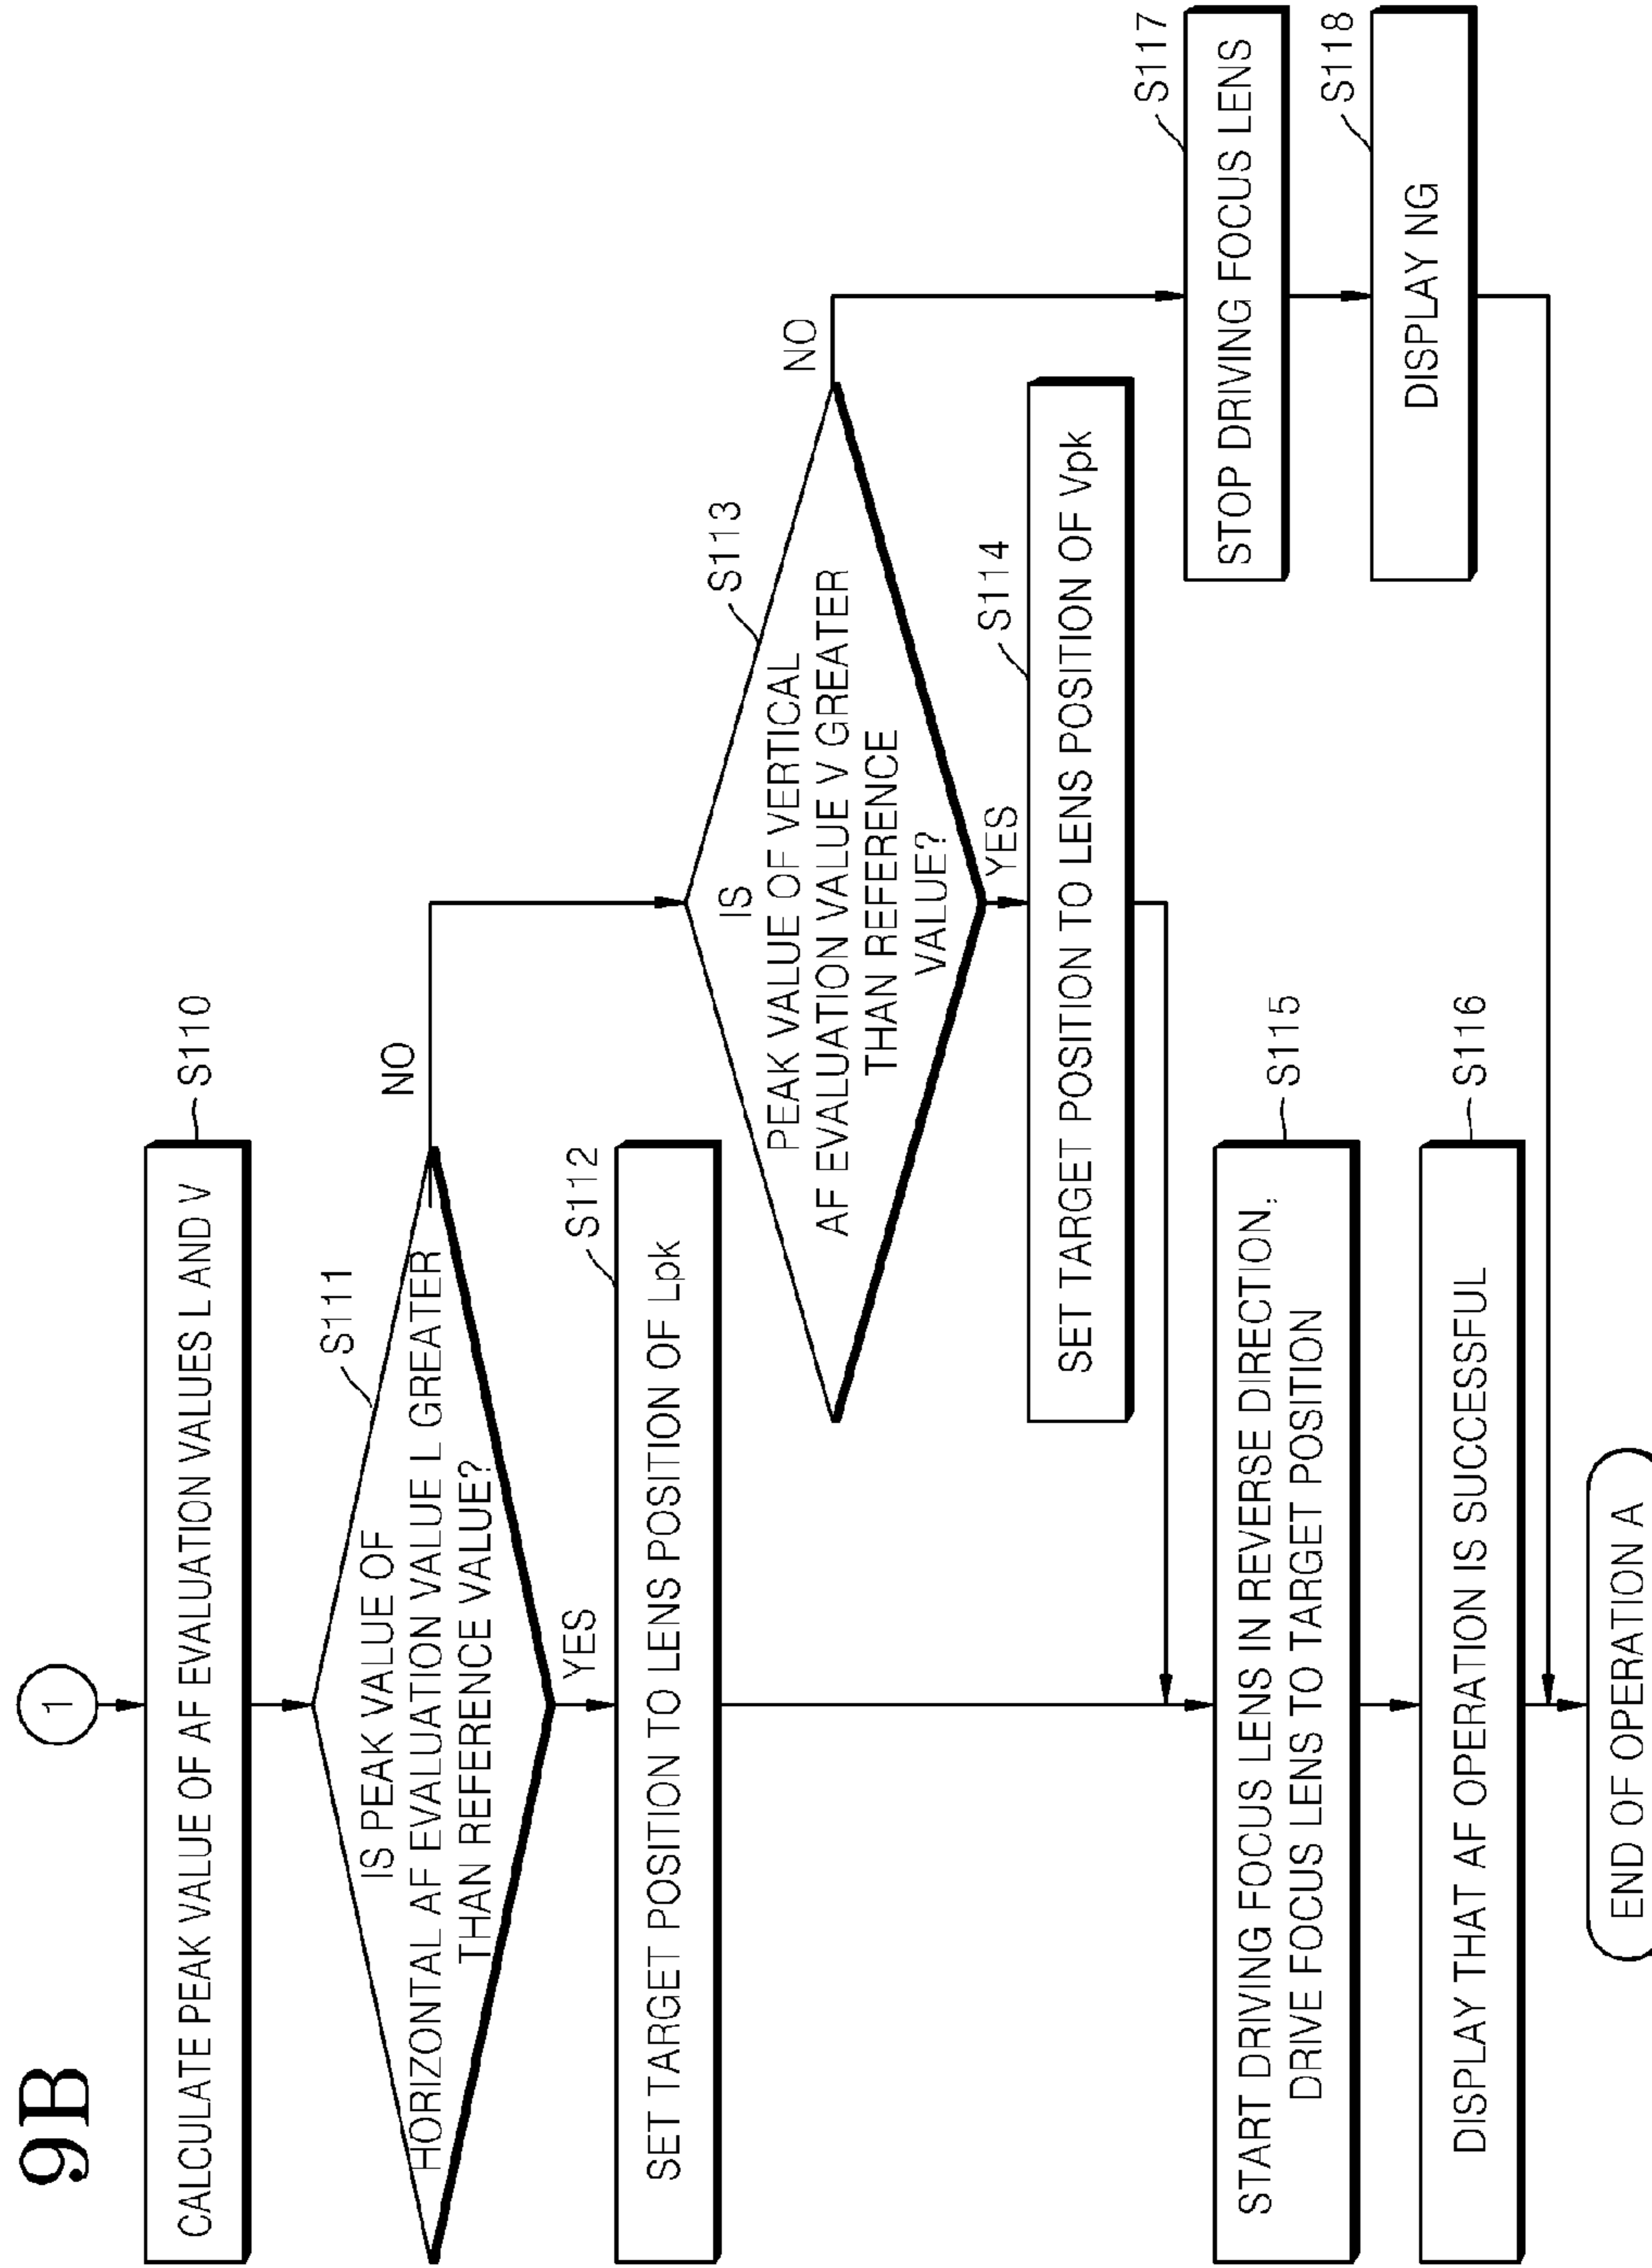 9B
1
CALCULATE PEAK VALUE OF AF EVALUATION VALUES L AND V
S110
IS PEAK VALUE OF
HORIZONTAL AF EVALUATION VALUE L GREATER
THAN REFERENCE VALUE?
S111
NO
YES
SET TARGET POSITION TO LENS POSITION OF Lpk
S112
IS
PEAK VALUE OF VERTICAL
AF EVALUATION VALUE V GREATER
THAN REFERENCE
VALUE?
S113
NO
YES
SET TARGET POSITION TO LENS POSITION OF Vpk
S114
START DRIVING FOCUS LENS IN REVERSE DIRECTION,
DRIVE FOCUS LENS TO TARGET POSITION
S115
STOP DRIVING FOCUS LENS
S117
DISPLAY THAT AF OPERATION IS SUCCESSFUL
S116
DISPLAY NG
S118
END OF OPERATION A